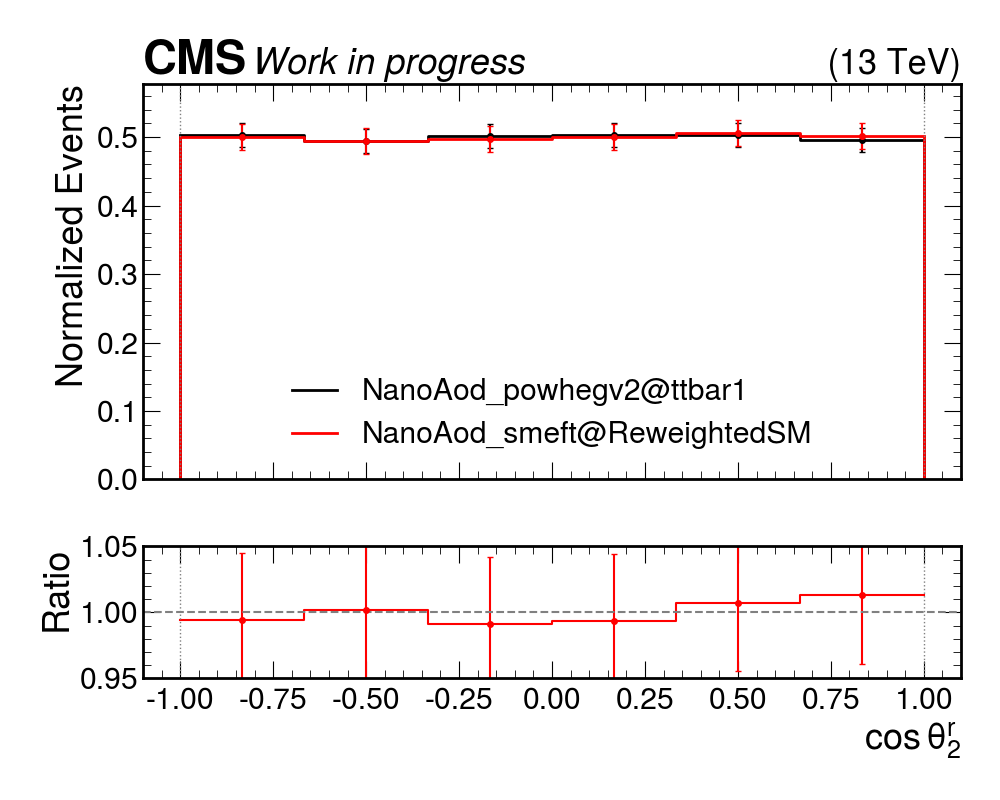 CMS Work in progress (13 TeV)
Normalized Events
0.5
0.4
0.3
0.2
0.1
0.0
NanoAod_powhegv2@ttbar1
NanoAod_smeft@ReweightedSM
Ratio
1.05
1.00
0.95
-1.00 -0.75 -0.50 -0.25 0.00 0.25 0.50 0.75 1.00
cos θ₂ʳ